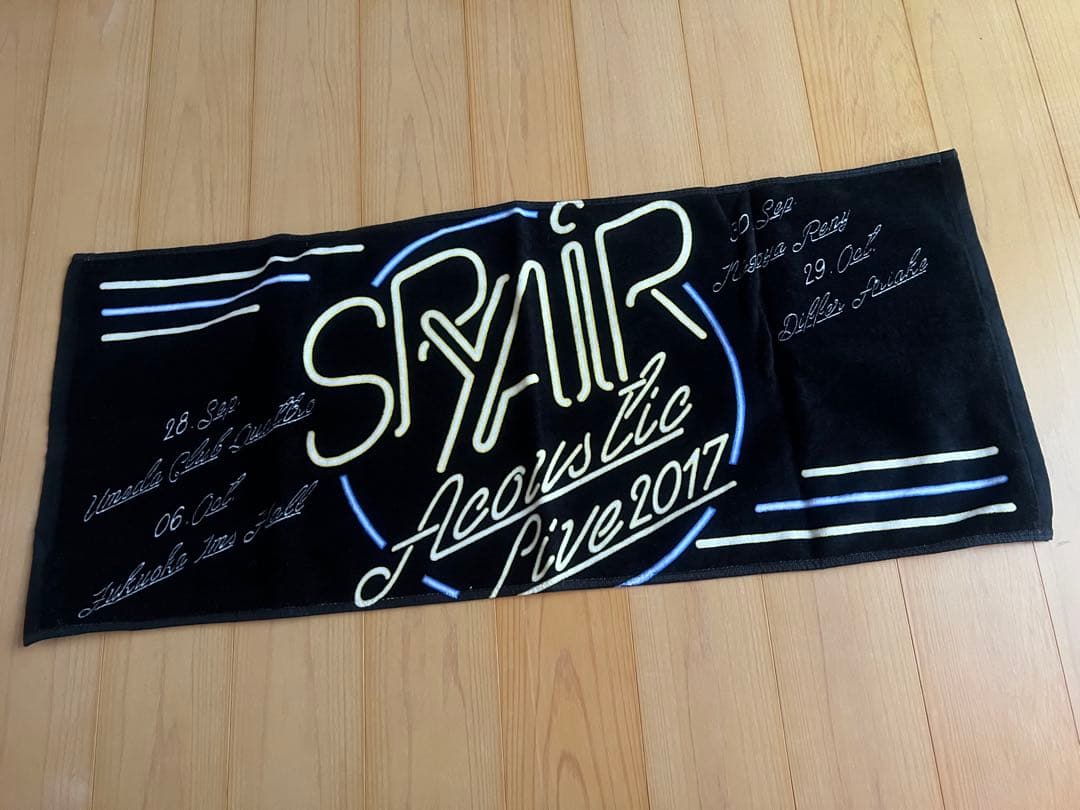 SPYAIR
Acoustic
Live 2017
28. Sep.
Umeda Club Quattro
06. Oct.
Fukuoka Ims Hall
30 Sep.
Nagoya Reny
29. Oct.
Differ Ariake